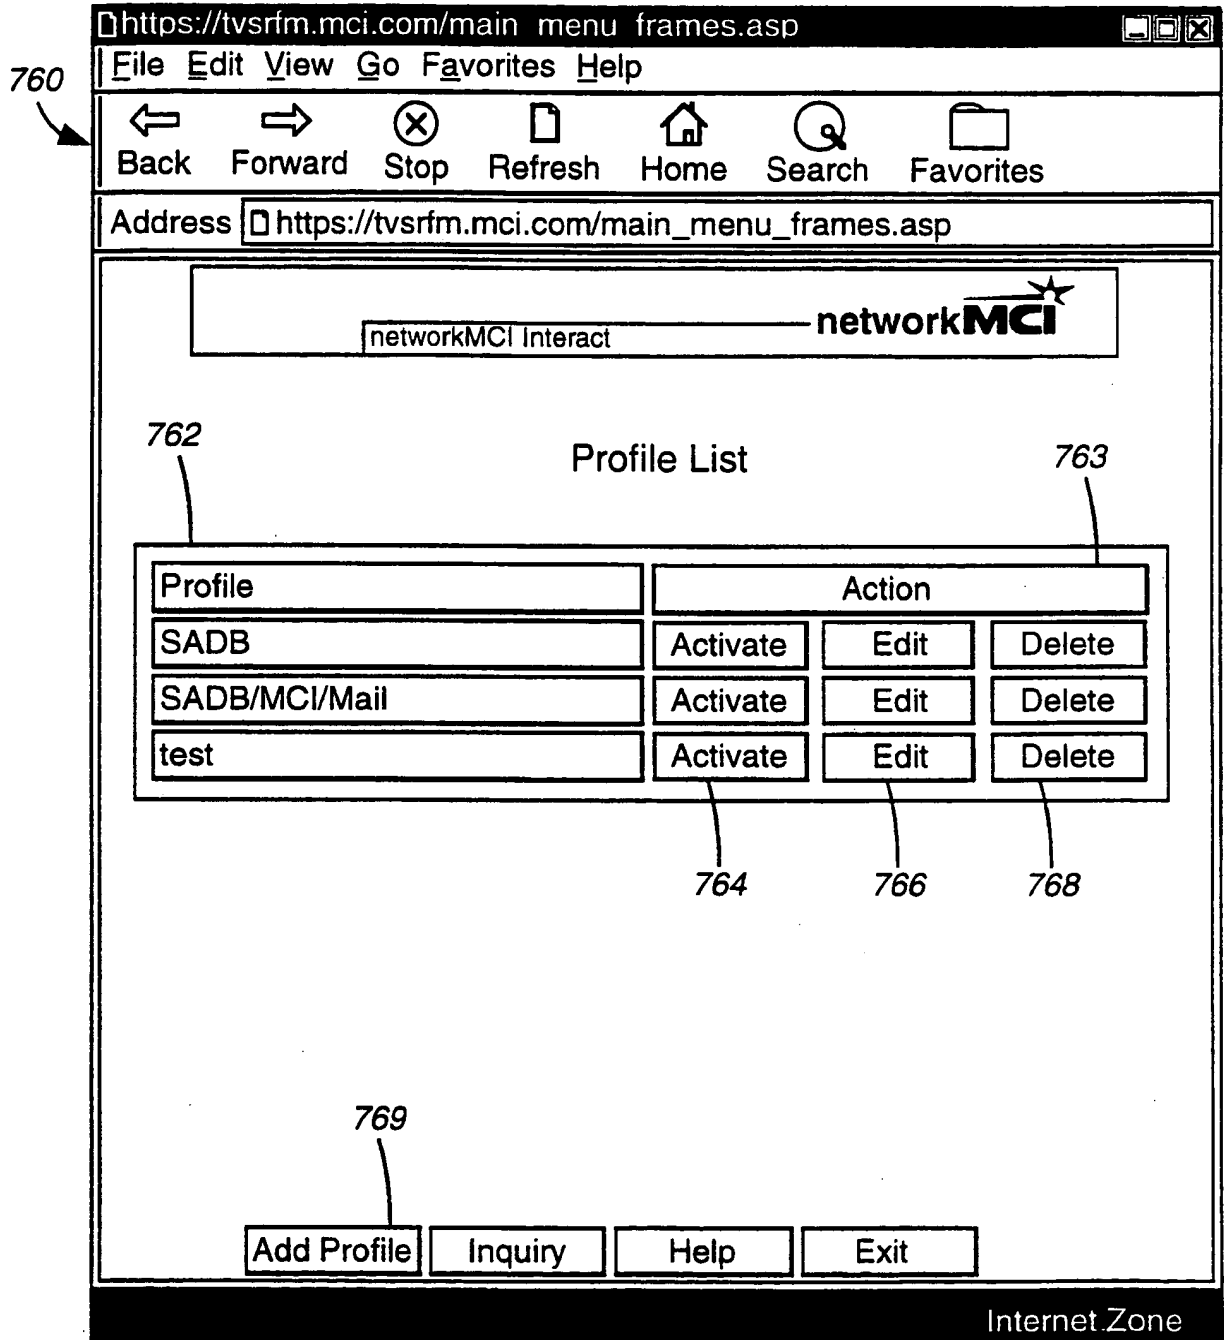 https://tvsrfm.mci.com/main menu frames.asp
File Edit View Go Favorites Help
760
Back Forward Stop Refresh Home Search Favorites
Address https://tvsrfm.mci.com/main_menu_frames.asp
networkMCI
networkMCI Interact
762
Profile List
763
Profile Action
SADB Activate Edit Delete
SADB/MCI/Mail Activate Edit Delete
test Activate Edit Delete
764 766 768
769
Add Profile Inquiry Help Exit
Internet.Zone